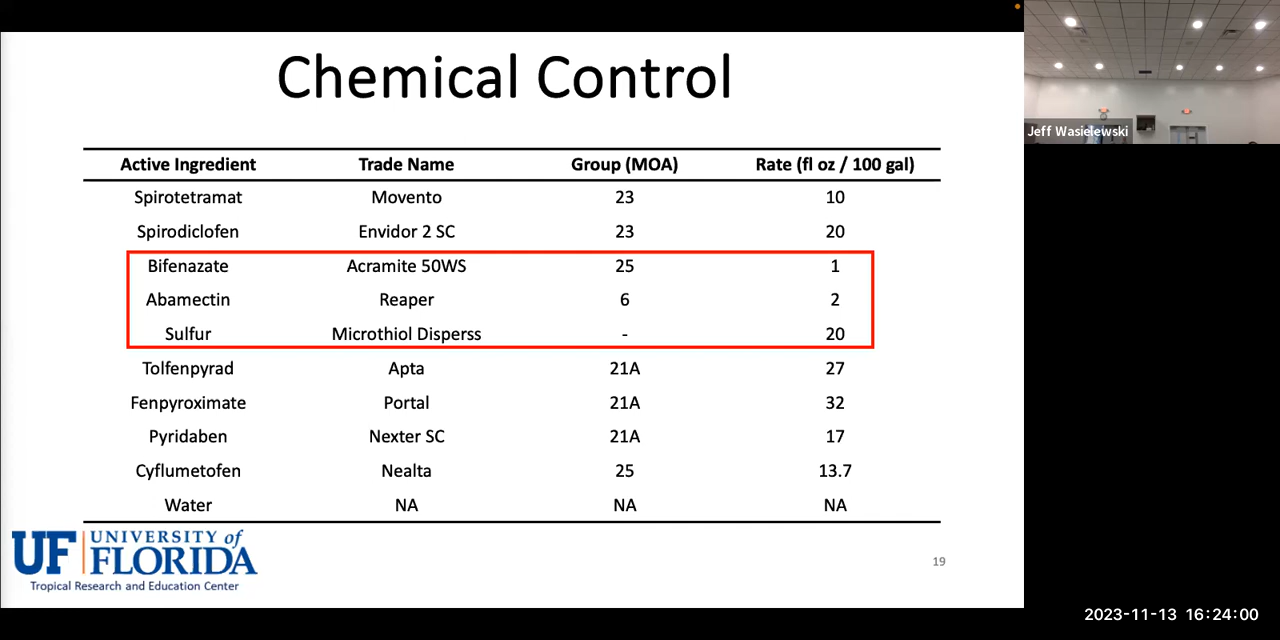 Chemical Control
Active Ingredient Trade Name Group (MOA) Rate (fl oz / 100 gal)
Spirotetramat Movento 23 10
Spirodiclofen Envidor 2 SC 23 20
Bifenazate Acramite 50WS 25 1
Abamectin Reaper 6 2
Sulfur Microthiol Disperss - 20
Tolfenpyrad Apta 21A 27
Fenpyroximate Portal 21A 32
Pyridaben Nexter SC 21A 17
Cyflumetofen Nealta 25 13.7
Water NA NA NA
UF UNIVERSITY of
FLORIDA
Tropical Research and Education Center
19
Jeff Wasielewski
2023-11-13 16:24:00